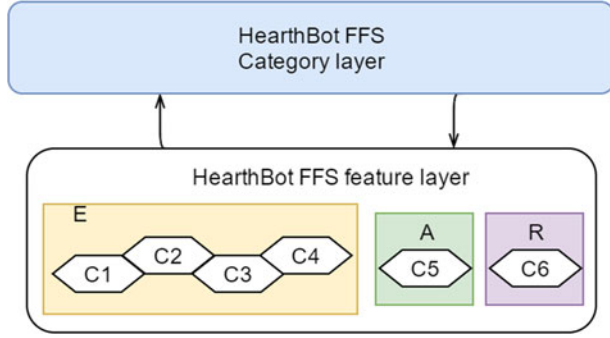 HearthBot FFS
Category layer
HearthBot FFS feature layer
E
C1
C2
C3
C4
A
C5
R
C6